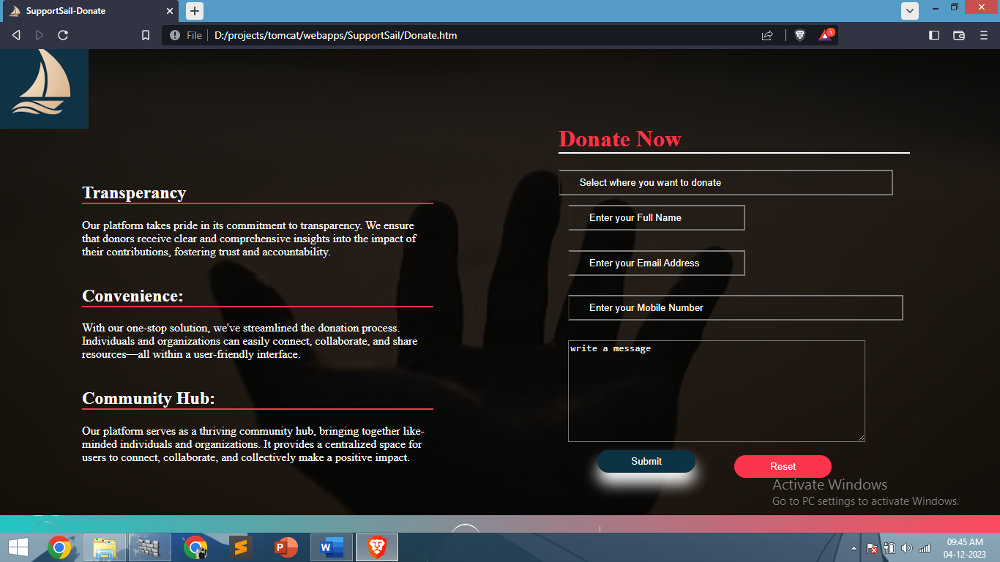 SupportSail-Donate
File D:/projects/tomcat/webapps/SupportSail/Donate.htm
1
Transperancy
Our platform takes pride in its commitment to transparency. We ensure
that donors receive clear and comprehensive insights into the impact of
their contributions, fostering trust and accountability.
Convenience:
With our one-stop solution, we've streamlined the donation process.
Individuals and organizations can easily connect, collaborate, and share
resources—all within a user-friendly interface.
Community Hub:
Our platform serves as a thriving community hub, bringing together like-
minded individuals and organizations. It provides a centralized space for
users to connect, collaborate, and collectively make a positive impact.
Donate Now
Select where you want to donate
Enter your Full Name
Enter your Email Address
Enter your Mobile Number
write a message
Submit
Reset
Activate Windows
Go to PC settings to activate Windows.
09:45 AM
04-12-2023